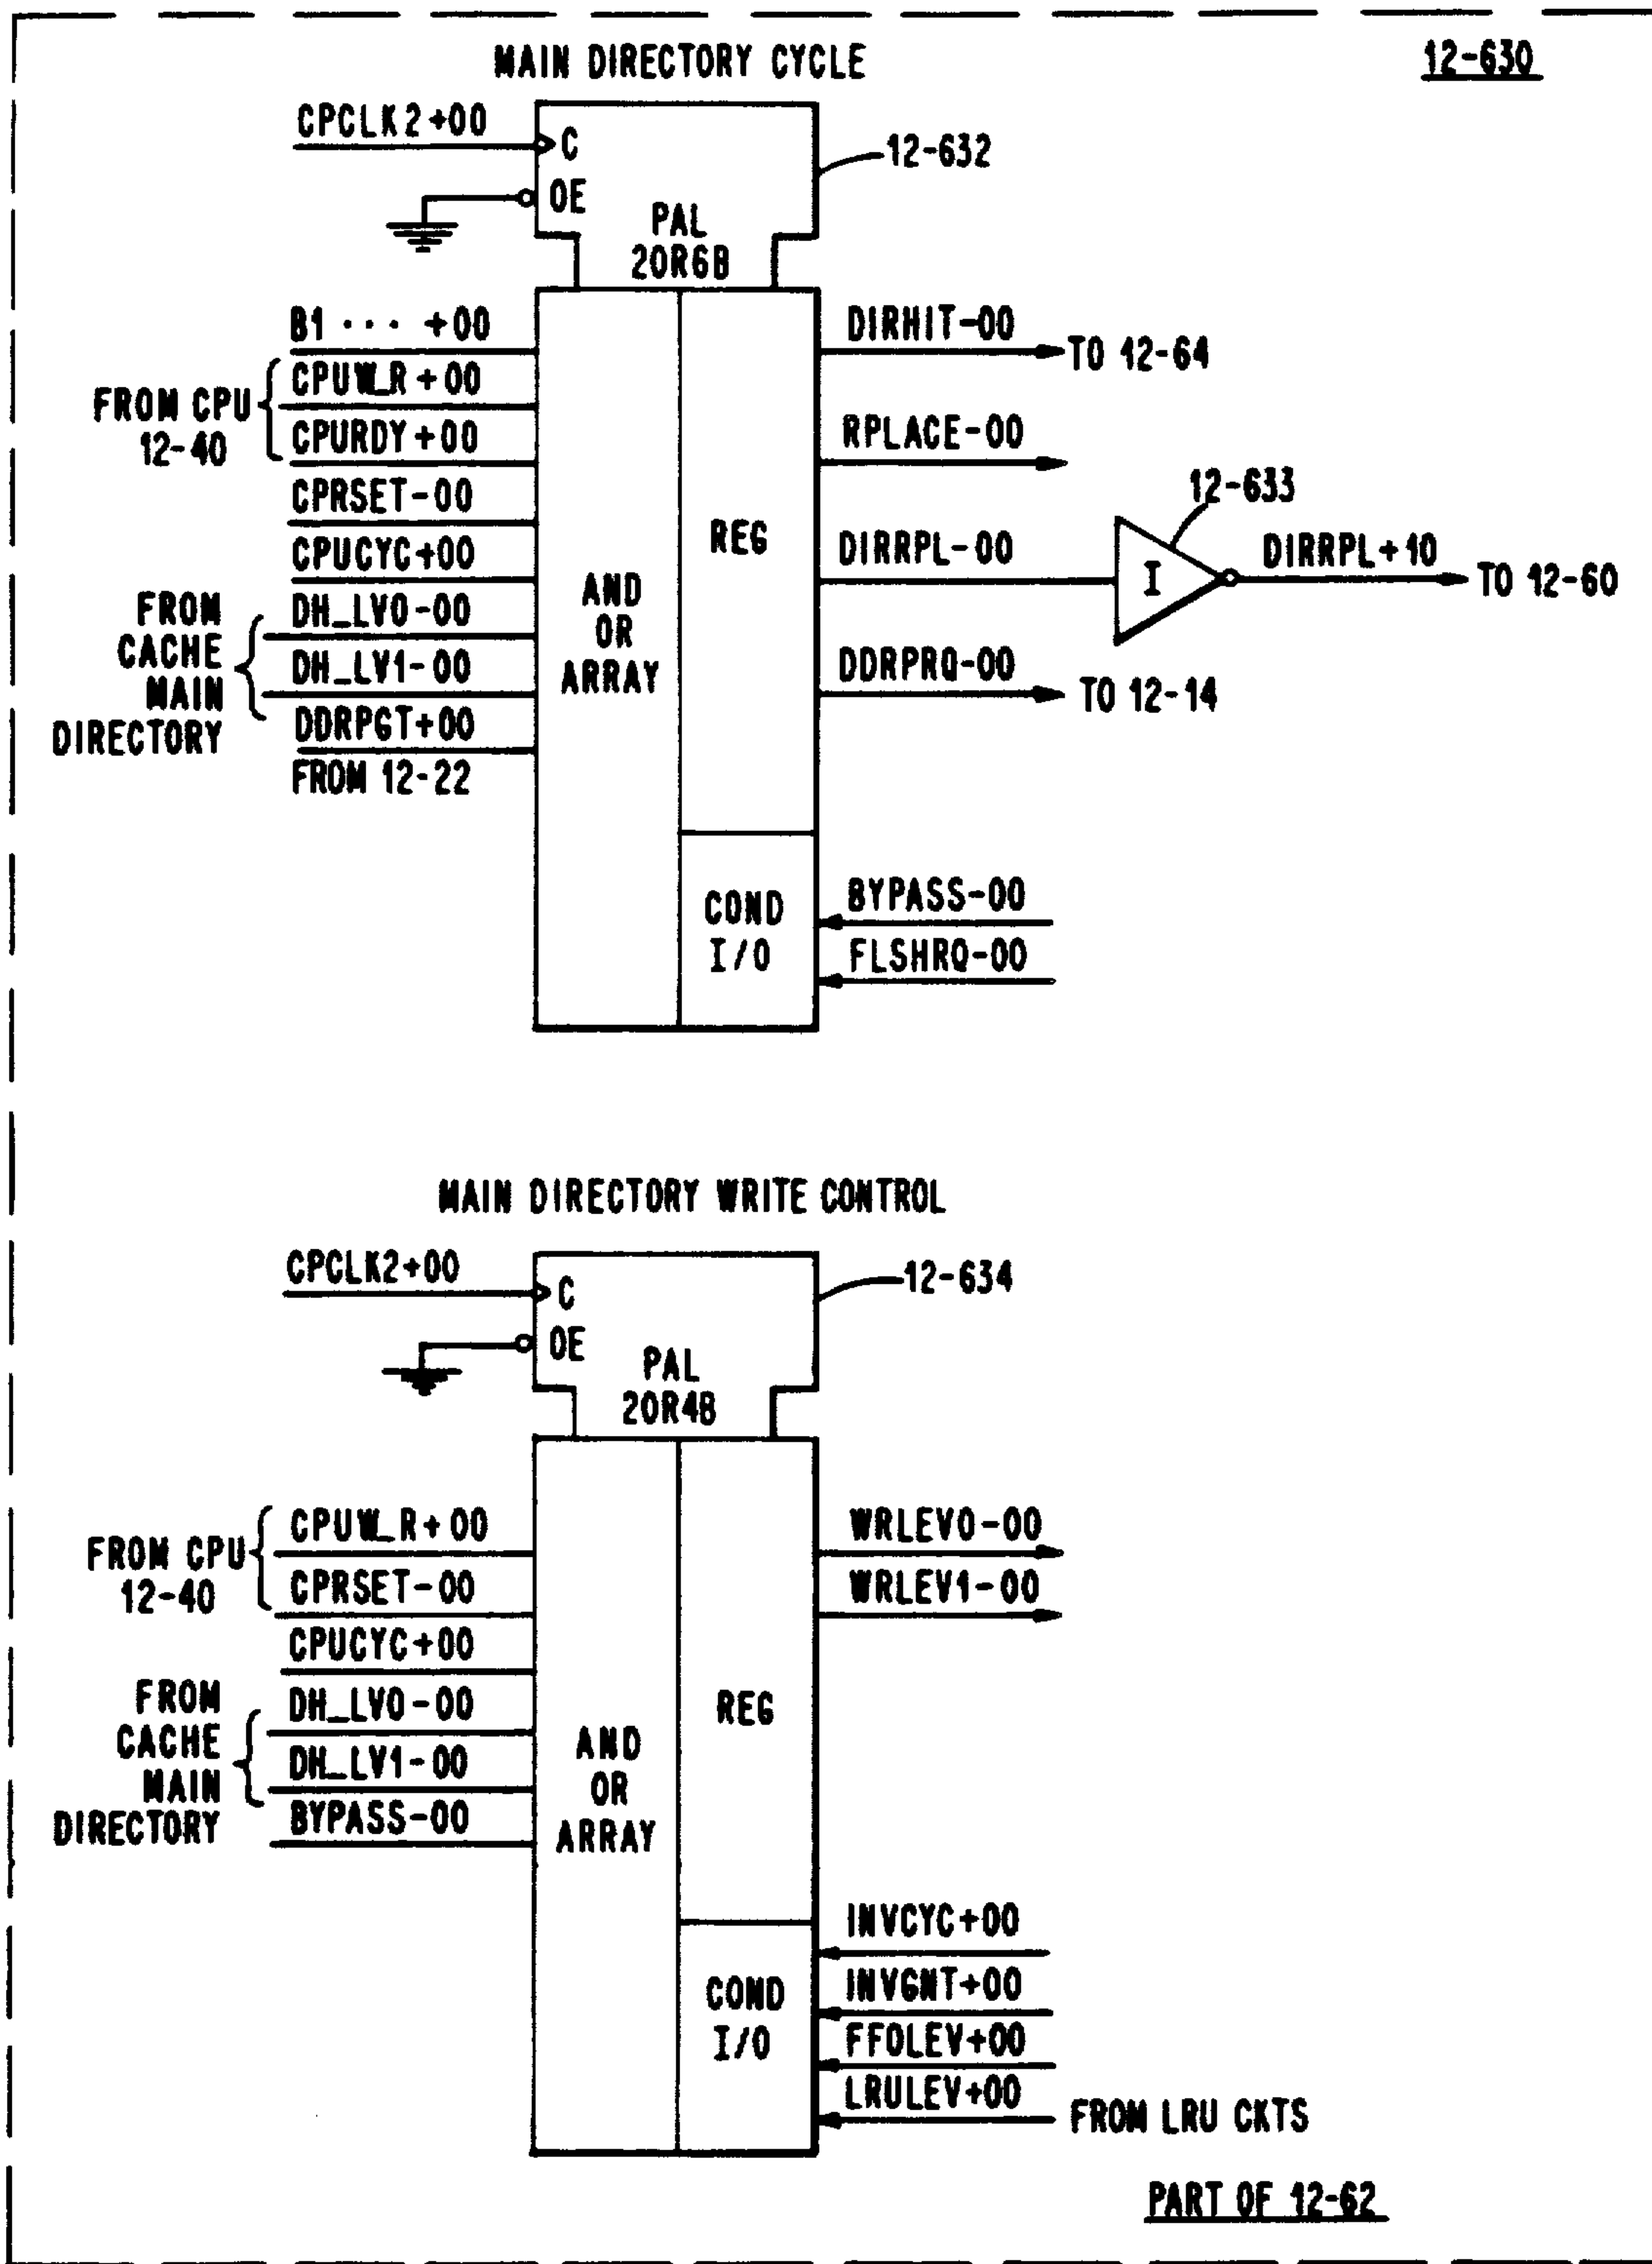 MAIN DIRECTORY CYCLE
12-630
CPCLK2+00
C
12-632
OE
PAL
20R6B
B1 ··· +00
DIRHIT-00
TO 12-64
FROM CPU
12-40
CPUW_R+00
CPURDY+00
RPLACE-00
CPRSET-00
12-633
REG
CPUCYC+00
DIRRPL-00
I
DIRRPL+10
TO 12-60
AND
OR
ARRAY
FROM
CACHE
MAIN
DIRECTORY
DH_LV0-00
DH_LV1-00
DDRPRQ-00
TO 12-14
DDRPGT+00
FROM 12-22
COND
I/O
BYPASS-00
FLSHRQ-00
MAIN DIRECTORY WRITE CONTROL
CPCLK2+00
C
12-634
OE
PAL
20R4B
FROM CPU
12-40
CPUW_R+00
CPRSET-00
WRLEV0-00
WRLEV1-00
CPUCYC+00
REG
FROM
CACHE
MAIN
DIRECTORY
DH_LV0-00
DH_LV1-00
BYPASS-00
AND
OR
ARRAY
INVCYC+00
COND
I/O
INVGNT+00
FFOLEV+00
LRULEV+00
FROM LRU CKTS
PART OF 12-62